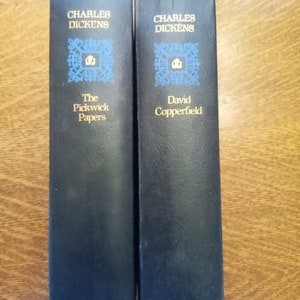 CHARLES
DICKENS
The
Pickwick
Papers
CHARLES
DICKENS
David
Copperfield